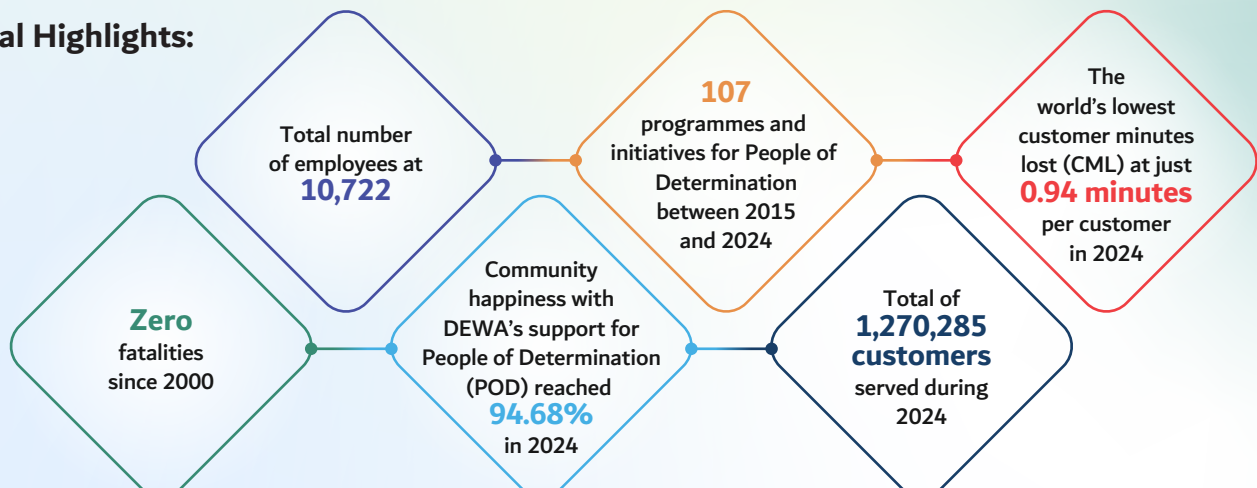 al Highlights:
Total number
of employees at
10,722
107
programmes and
initiatives for People of
Determination
between 2015
and 2024
The
world's lowest
customer minutes
lost (CML) at just
0.94 minutes
per customer
in 2024
Zero
fatalities
since 2000
Community
happiness with
DEWA's support for
People of Determination
(POD) reached
94.68%
in 2024
Total of
1,270,285
customers
served during
2024